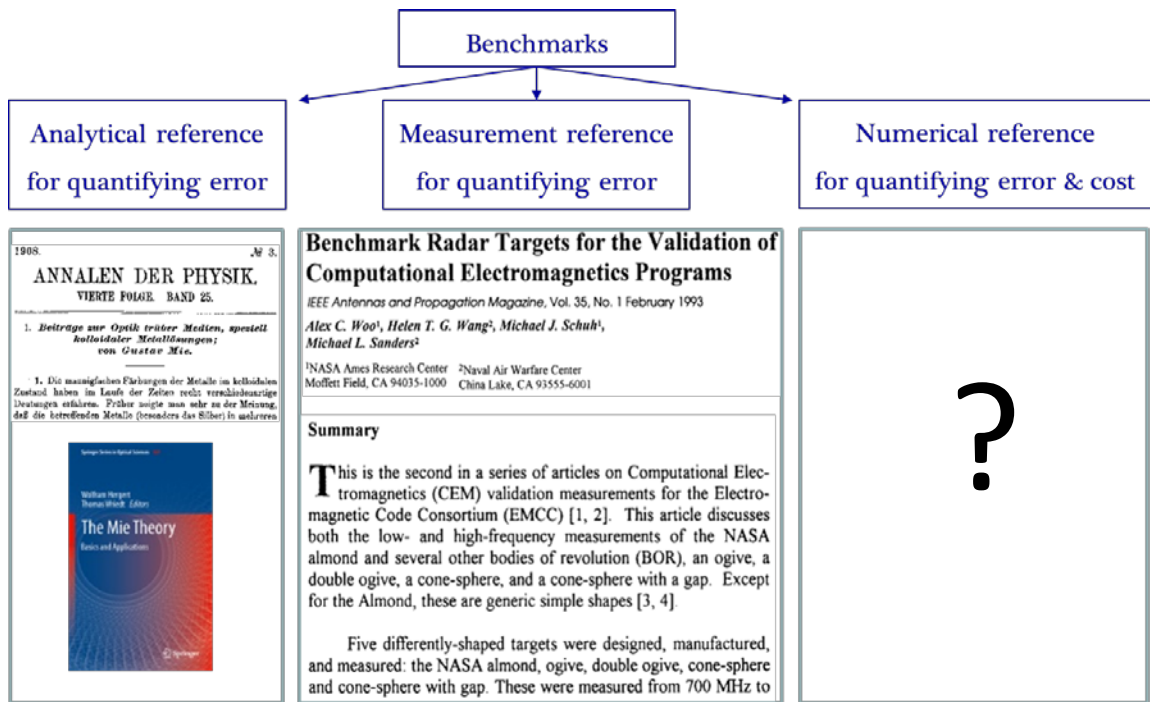 Benchmarks
Analytical reference
for quantifying error
Measurement reference
for quantifying error
Numerical reference
for quantifying error & cost
1908.
№ 3.
ANNALEN DER PHYSIK.
VIERTE FOLGE. BAND 25.
1. Beiträge zur Optik trüber Medien, speziell
kolloidaler Metallösungen;
von Gustav Mie.
1. Die mannigfachen Färbungen der Metalle im kolloidalen
Zustand haben im Laufe der Zeiten recht verschiedenartige
Deutungen erfahren. Früher neigte man sehr zu der Meinung,
daß die betreffenden Metalle (besonders das Silber) in mehreren
Springer Series in Optical Sciences
Wolfram Hergert
Thomas Wriedt Editors
The Mie Theory
Basics and Applications
Springer
Benchmark Radar Targets for the Validation of
Computational Electromagnetics Programs
IEEE Antennas and Propagation Magazine, Vol. 35, No. 1 February 1993
Alex C. Woo¹, Helen T. G. Wang², Michael J. Schuh¹,
Michael L. Sanders²
¹NASA Ames Research Center ²Naval Air Warfare Center
Moffett Field, CA 94035-1000 China Lake, CA 93555-6001
Summary
This is the second in a series of articles on Computational Elec-
tromagnetics (CEM) validation measurements for the Electro-
magnetic Code Consortium (EMCC) [1, 2]. This article discusses
both the low- and high-frequency measurements of the NASA
almond and several other bodies of revolution (BOR), an ogive, a
double ogive, a cone-sphere, and a cone-sphere with a gap. Except
for the Almond, these are generic simple shapes [3, 4].
Five differently-shaped targets were designed, manufactured,
and measured: the NASA almond, ogive, double ogive, cone-sphere
and cone-sphere with gap. These were measured from 700 MHz to
?